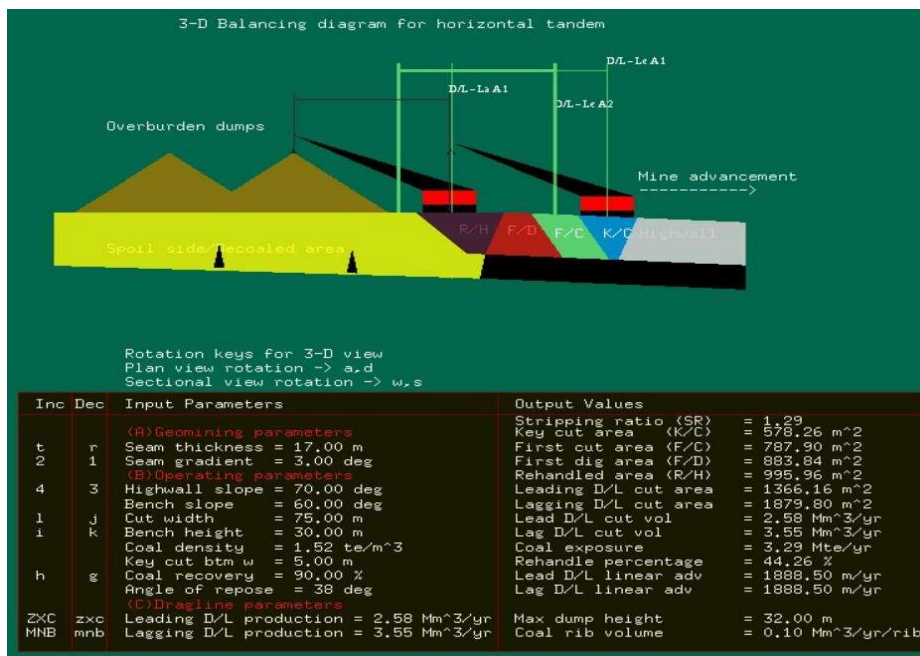 3-D Balancing diagram for horizontal tandem
D/L-Le A1
D/L-La A1
D/L-Le A2
Overburden dumps
Mine advancement
----------->
R/H F/D F/C K/C Highwall
Spoil side/Decoaled area
Rotation keys for 3-D view
Plan view rotation -> a,d
Sectional view rotation -> w,s
Inc Dec Input Parameters Output Values
Stripping ratio (SR) = 1.29
(A)Geomining parameters Key cut area (K/C) = 578.26 m^2
t r Seam thickness = 17.00 m First cut area (F/C) = 787.90 m^2
2 1 Seam gradient = 3.00 deg First dig area (F/D) = 883.84 m^2
(B)Operating parameters Rehandled area (R/H) = 995.96 m^2
4 3 Highwall slope = 70.00 deg Leading D/L cut area = 1366.16 m^2
Bench slope = 60.00 deg Lagging D/L cut area = 1879.80 m^2
l j Cut width = 75.00 m Lead D/L cut vol = 2.58 Mm^3/yr
i k Bench height = 30.00 m Lag D/L cut vol = 3.55 Mm^3/yr
Coal density = 1.52 te/m^3 Coal exposure = 3.29 Mte/yr
Key cut btm w = 5.00 m Rehandle percentage = 44.26 %
h g Coal recovery = 90.00 % Lead D/L linear adv = 1888.50 m/yr
Angle of repose = 38 deg Lag D/L linear adv = 1888.50 m/yr
(C)Dragline parameters
ZXC zxc Leading D/L production = 2.58 Mm^3/yr Max dump height = 32.00 m
MNB mnb Lagging D/L production = 3.55 Mm^3/yr Coal rib volume = 0.10 Mm^3/yr/rib